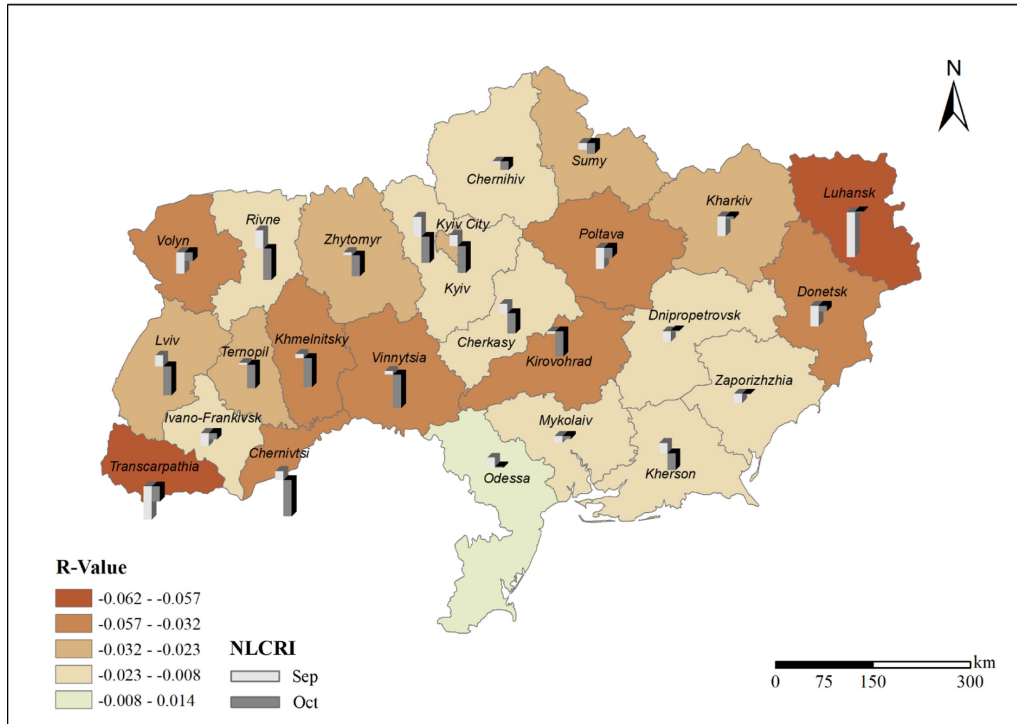 N
Chernihiv
Sumy
Luhansk
Kharkiv
Rivne
Kyiv City
Volyn
Zhytomyr
Poltava
Kyiv
Donetsk
Dnipropetrovsk
Lviv
Ternopil
Khmelnitsky
Vinnytsia
Cherkasy
Kirovohrad
Zaporizhzhia
Ivano-Frankivsk
Mykolaiv
Chernivtsi
Transcarpathia
Odessa
Kherson
R-Value
-0.062 - -0.057
-0.057 - -0.032
-0.032 - -0.023
-0.023 - -0.008
-0.008 - 0.014
NLCRI
Sep
Oct
km
0 75 150 300